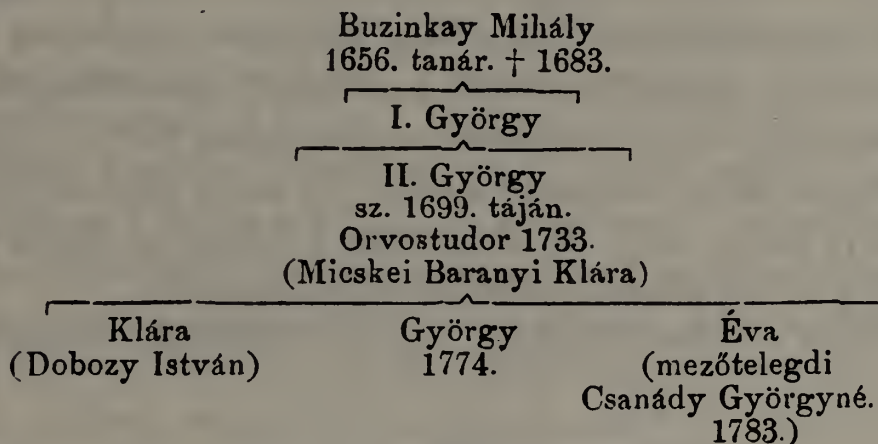 Buzinkay Mihály
1656. tanár. † 1683.
I. György
II. György
sz. 1699. táján.
Orvostudor 1733.
(Micskei Baranyi Klára)
Klára György Éva
(Dobozy István) 1774. (mezőtelegdi
Csanády Györgyné.
1783.)